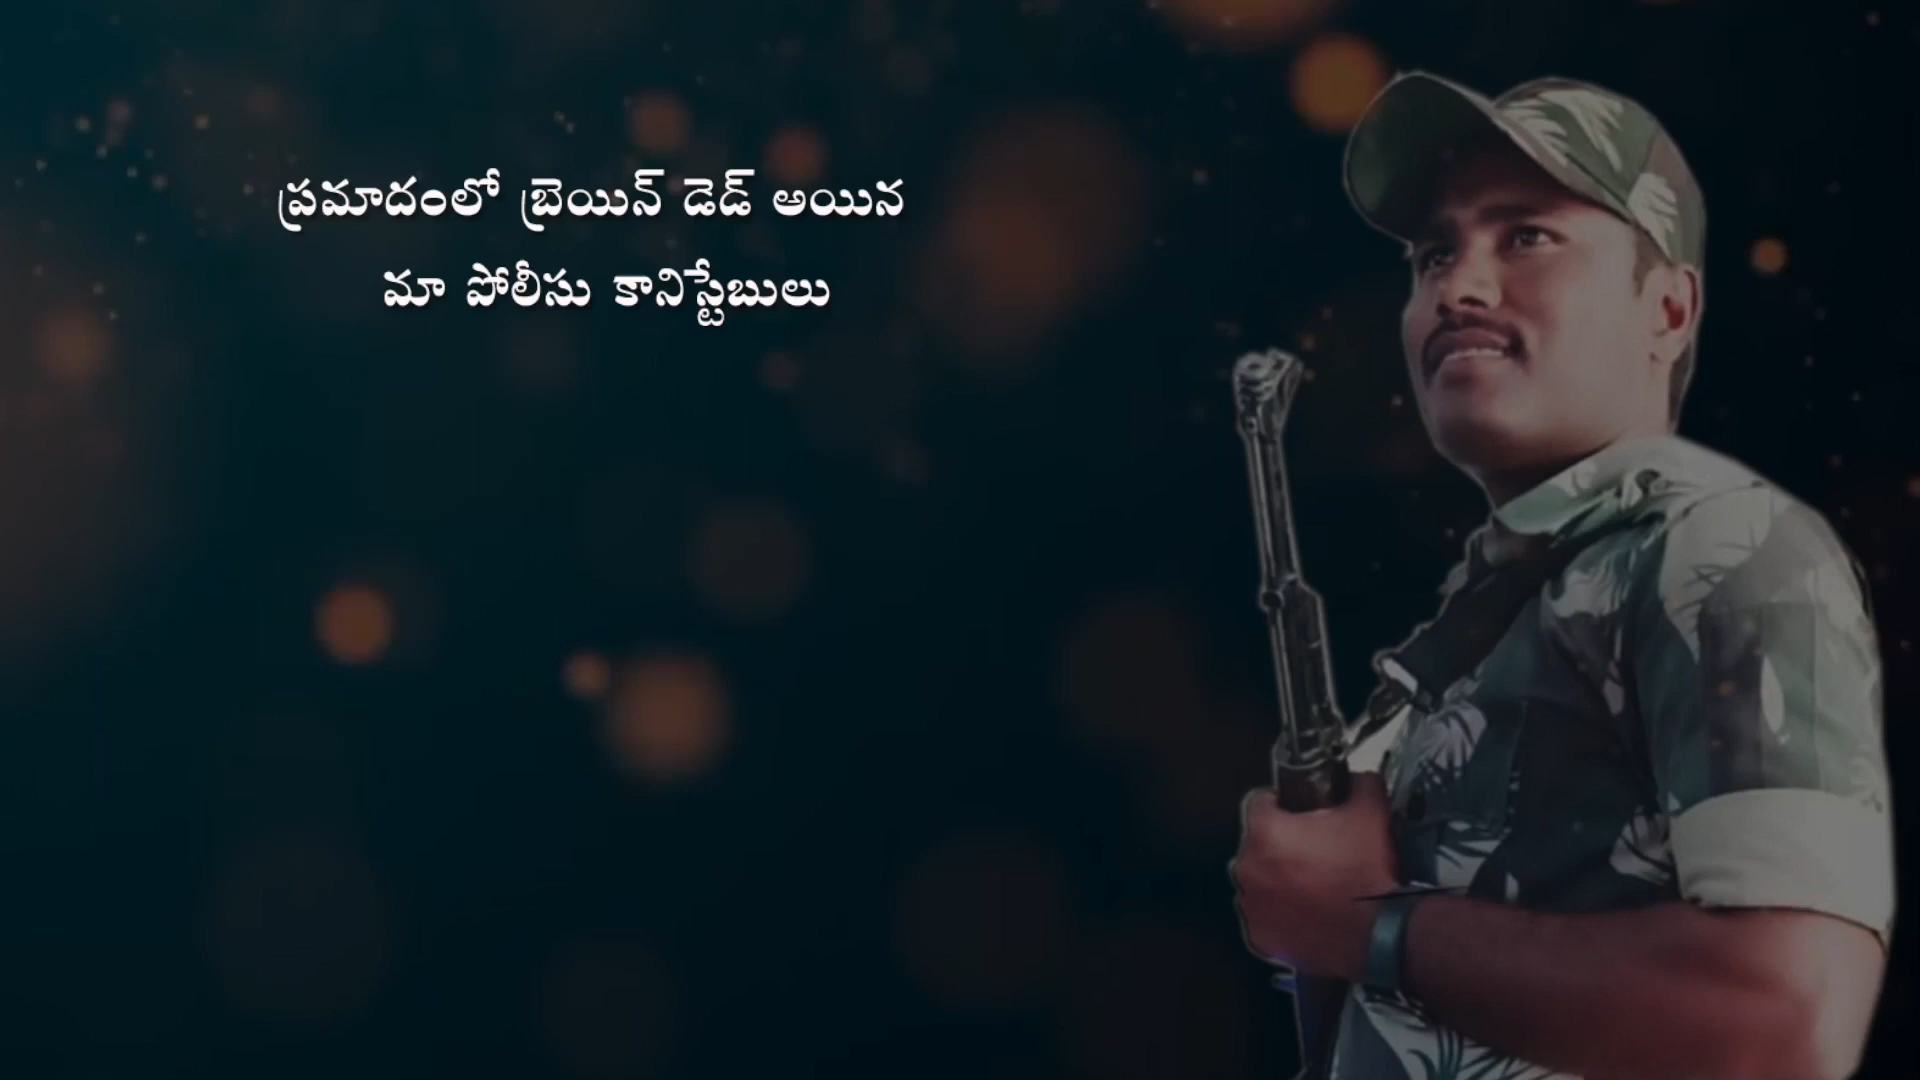 ప్రమాదంలో బ్రెయిన్ డెడ్ అయిన
మా పోలీసు కానిస్టేబులు